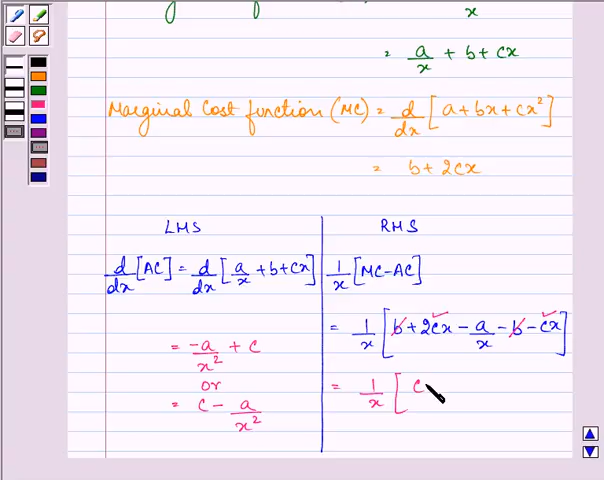 x
= a/x + b + cx
Marginal Cost function (MC) = d/dx [a + bx + cx²]
= b + 2cx
LHS
d/dx [AC] = d/dx [a/x + b + cx]
= -a/x² + c
or
= c - a/x²
RHS
1/x [MC - AC]
= 1/x [b + 2cx - a/x - b - cx]
= 1/x [c